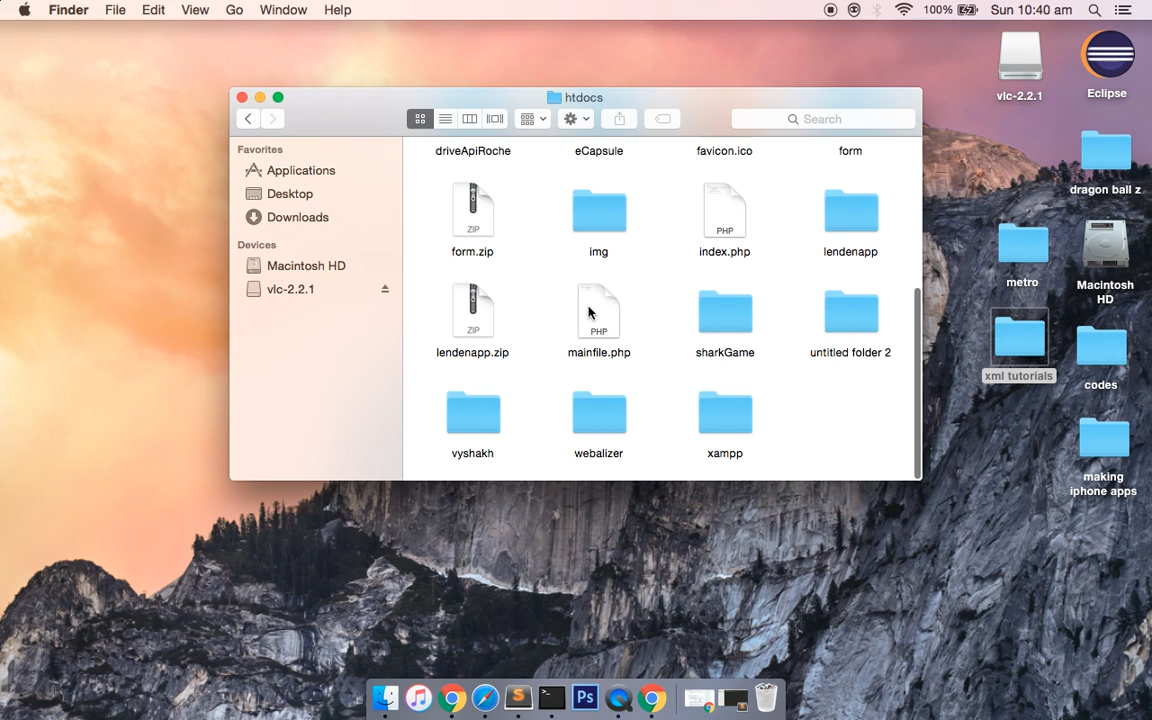 Finder File Edit View Go Window Help
100% Sun 10:40 am
htdocs
Search
Favorites
Applications
Desktop
Downloads
Devices
Macintosh HD
vlc-2.2.1
driveApiRoche eCapsule favicon.ico form
ZIP PHP
form.zip img index.php lendenapp
ZIP PHP
lendenapp.zip mainfile.php sharkGame untitled folder 2
vyshakh webalizer xampp
vlc-2.2.1
Eclipse
dragon ball z
metro
Macintosh
HD
xml tutorials
codes
making
iphone apps
S
Ps